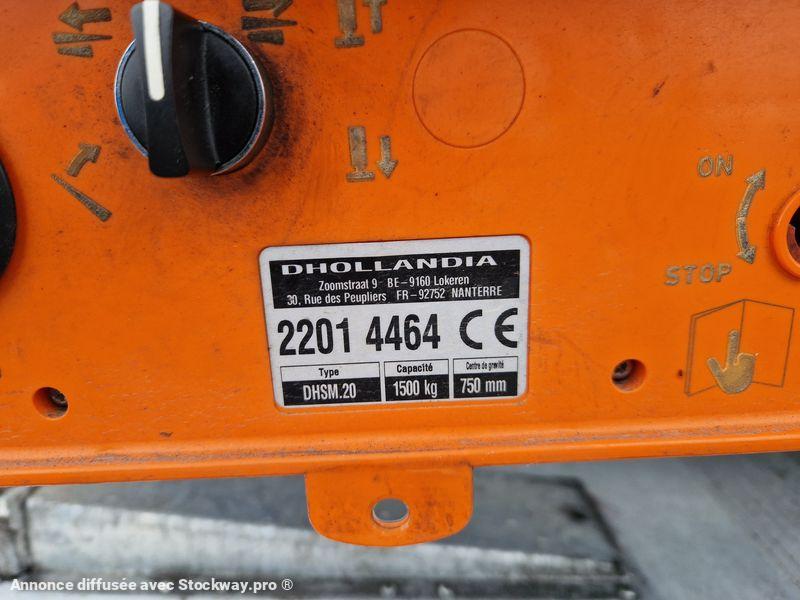 ON
STOP
DHOLLANDIA
Zoomstraat 9 BE-9160 Lokeren
30, Rue des Peupliers FR-92752 NANTERRE
2201 4464 CE
Type Capacité Centre de gravité
DHSM.20 1500 kg 750 mm
Annonce diffusée avec Stockway.pro ®